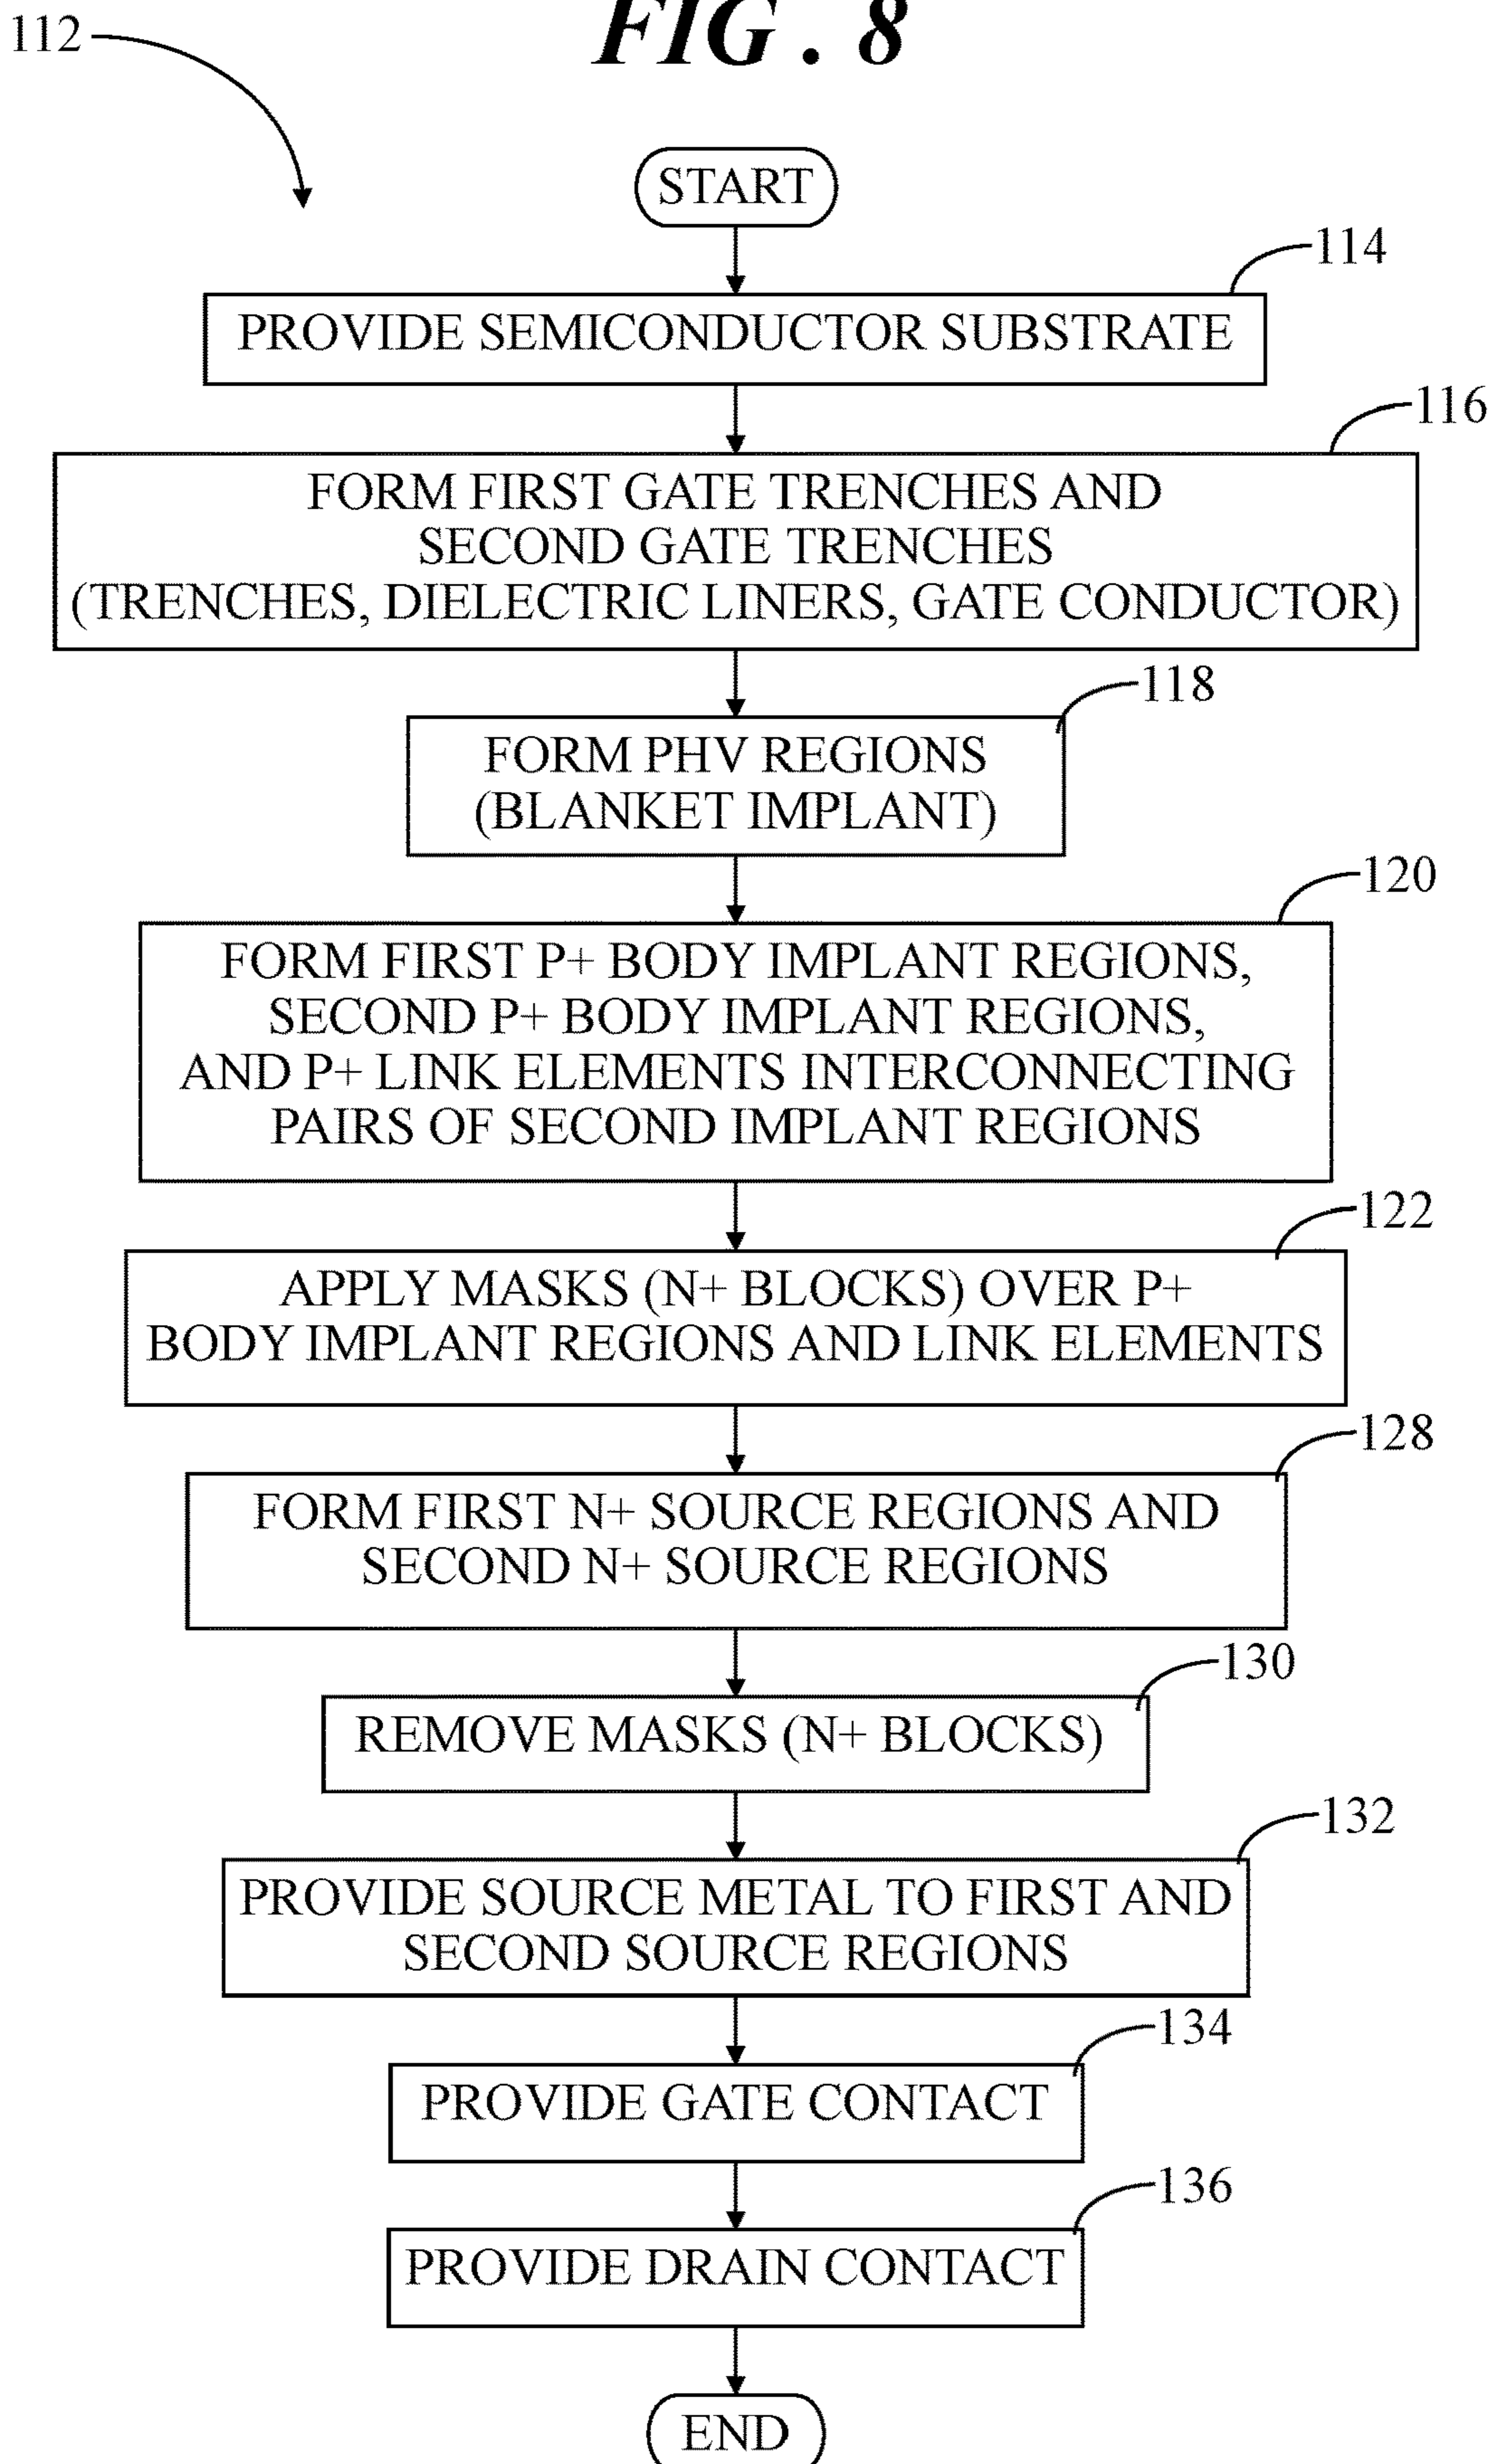 FIG . 8
112
START
114
PROVIDE SEMICONDUCTOR SUBSTRATE
116
FORM FIRST GATE TRENCHES AND
SECOND GATE TRENCHES
(TRENCHES, DIELECTRIC LINERS, GATE CONDUCTOR)
118
FORM PHV REGIONS
(BLANKET IMPLANT)
120
FORM FIRST P+ BODY IMPLANT REGIONS,
SECOND P+ BODY IMPLANT REGIONS,
AND P+ LINK ELEMENTS INTERCONNECTING
PAIRS OF SECOND IMPLANT REGIONS
122
APPLY MASKS (N+ BLOCKS) OVER P+
BODY IMPLANT REGIONS AND LINK ELEMENTS
128
FORM FIRST N+ SOURCE REGIONS AND
SECOND N+ SOURCE REGIONS
130
REMOVE MASKS (N+ BLOCKS)
132
PROVIDE SOURCE METAL TO FIRST AND
SECOND SOURCE REGIONS
134
PROVIDE GATE CONTACT
136
PROVIDE DRAIN CONTACT
END